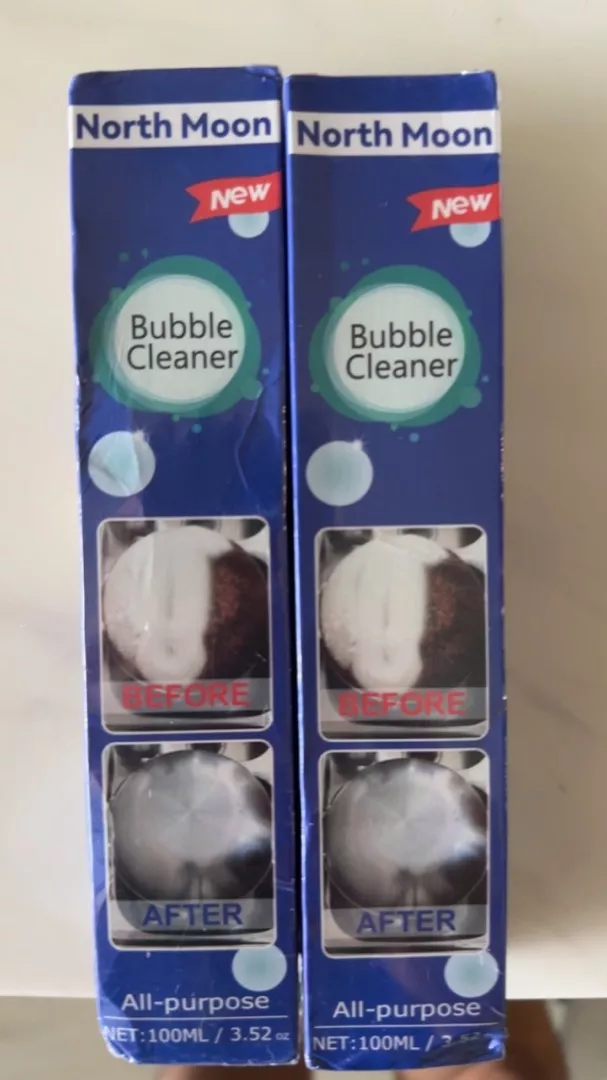 North Moon
New
Bubble
Cleaner
BEFORE
AFTER
All-purpose
NET:100ML / 3.52 oz
North Moon
New
Bubble
Cleaner
BEFORE
AFTER
All-purpose
NET:100ML /